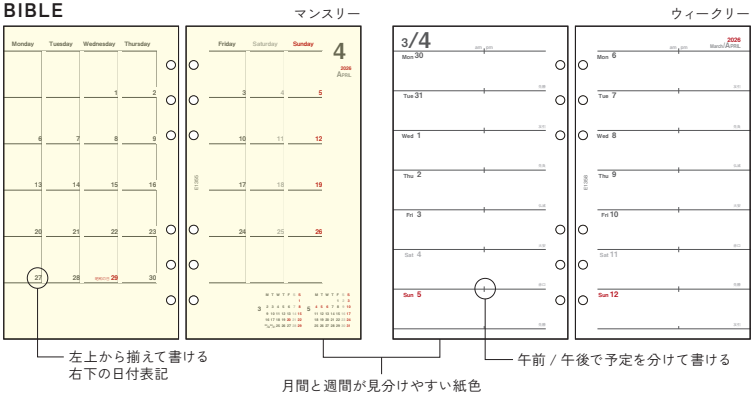 BIBLE
マンスリー
ウィークリー
Monday Tuesday Wednesday Thursday
1 2
6 7 8 9
13 14 15 16
20 21 22 23
27 28 29 30
Friday Saturday Sunday
4
2026
APRIL
3 4 5
10 11 12
17 18 19
24 25 26
3
M T W T F S S
5
M T W T F S S
3/4
am pm
Mon 30
Tue 31
Wed 1
Thu 2
Fri 3
Sat 4
Sun 5
am pm
2026
March/APRIL
Mon 6
Tue 7
Wed 8
Thu 9
Fri 10
Sat 11
Sun 12
左上から揃えて書ける
右下の日付表記
月間と週間が見分けやすい紙色
午前 / 午後で予定を分けて書ける